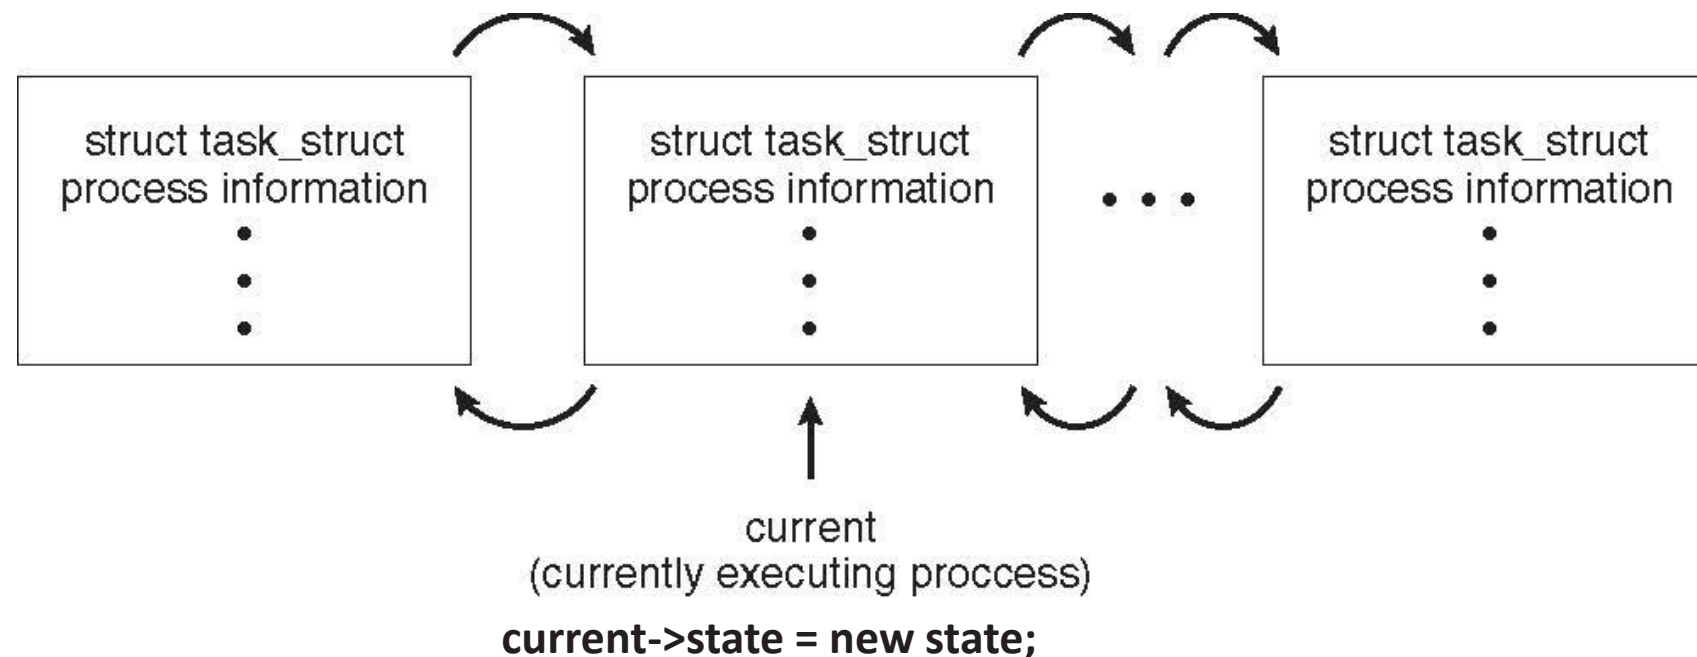 struct task_struct
process information
struct task_struct
process information
struct task_struct
process information
current
(currently executing proccess)
current->state = new state;